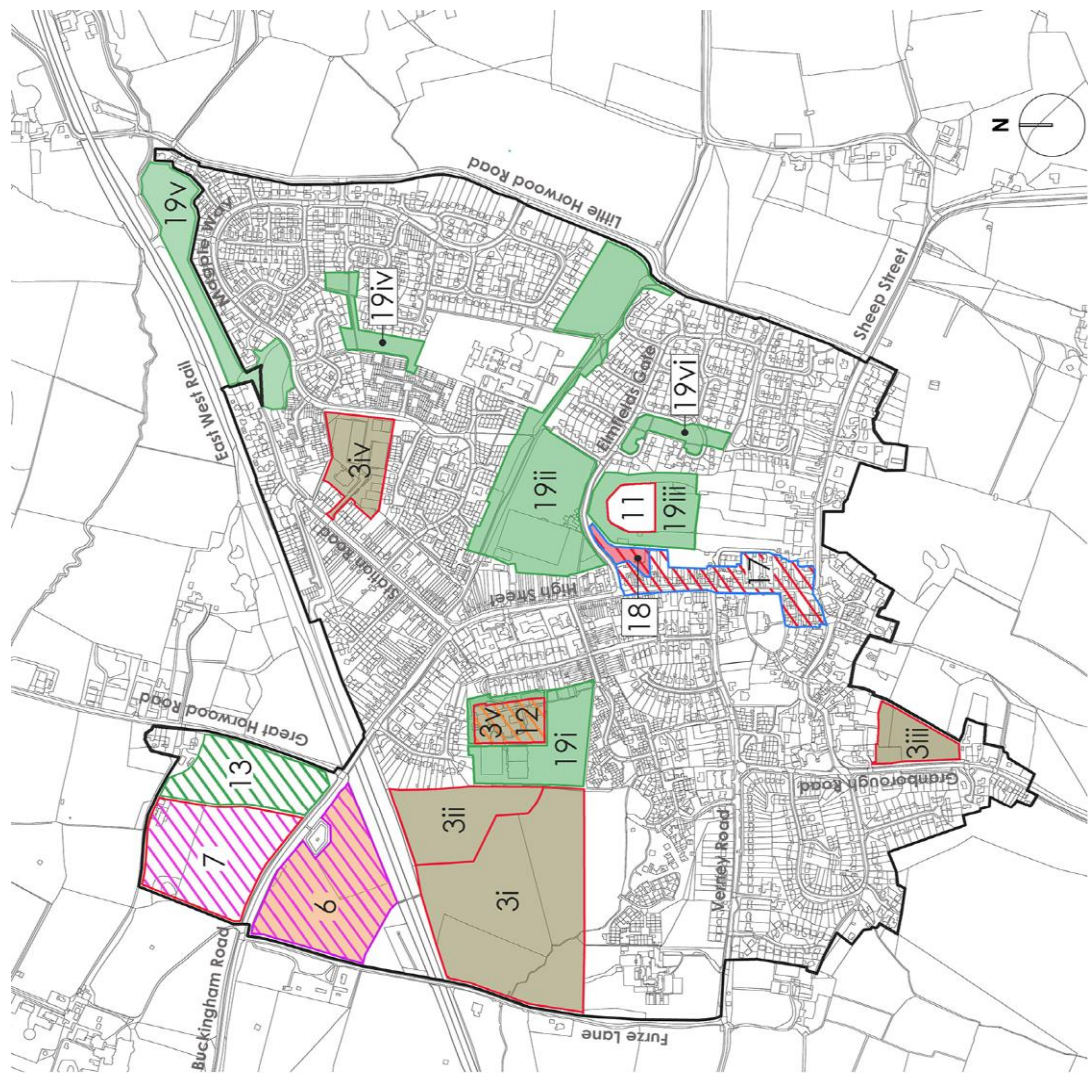 Buckingham Road
Furze Lane
7
13
Great Horwood Road
6
3i
3ii
Verney Road
Granborough Road
3iii
3v
12
19i
Station Road
High Street
18
17
11
19iii
19ii
Elmfields Gate
19vi
3iv
East West Rail
19v
Magpie Way
19iv
Little Horwood Road
Sheep Street
N